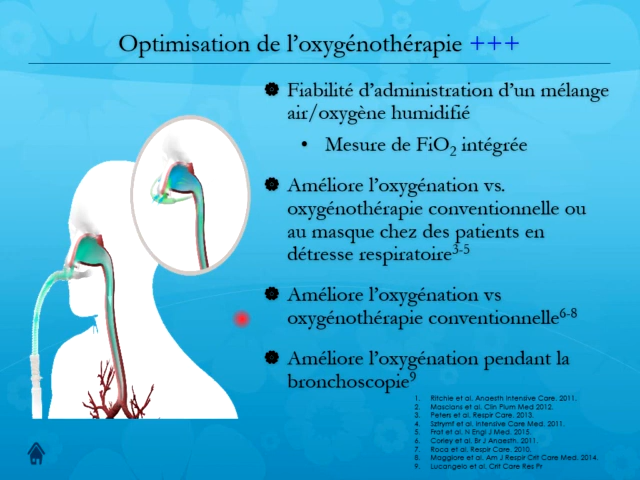 Optimisation de l’oxygénothérapie +++
Fiabilité d’administration d’un mélange
air/oxygène humidifié
• Mesure de FiO2 intégrée
Améliore l’oxygénation vs.
oxygénothérapie conventionnelle ou
au masque chez des patients en
détresse respiratoire3-5
Améliore l’oxygénation vs
oxygénothérapie conventionnelle6-8
Améliore l’oxygénation pendant la
bronchoscopie9
1. Ritchie et al, Anaesth Intensive Care. 2011.
2. Masclans et al, Clin Plum Med 2012.
3. Peters et al, Respir Care. 2013.
4. Sztrymf et al, Intensive Care Med. 2011.
5. Frat et al, N Engl J Med. 2015.
6. Corley et al, Br J Anaesth. 2011.
7. Roca et al, Respir Care. 2010.
8. Maggiore et al, Am J Respir Crit Care Med. 2014.
9. Lucangelo et al, Crit Care Res Pr